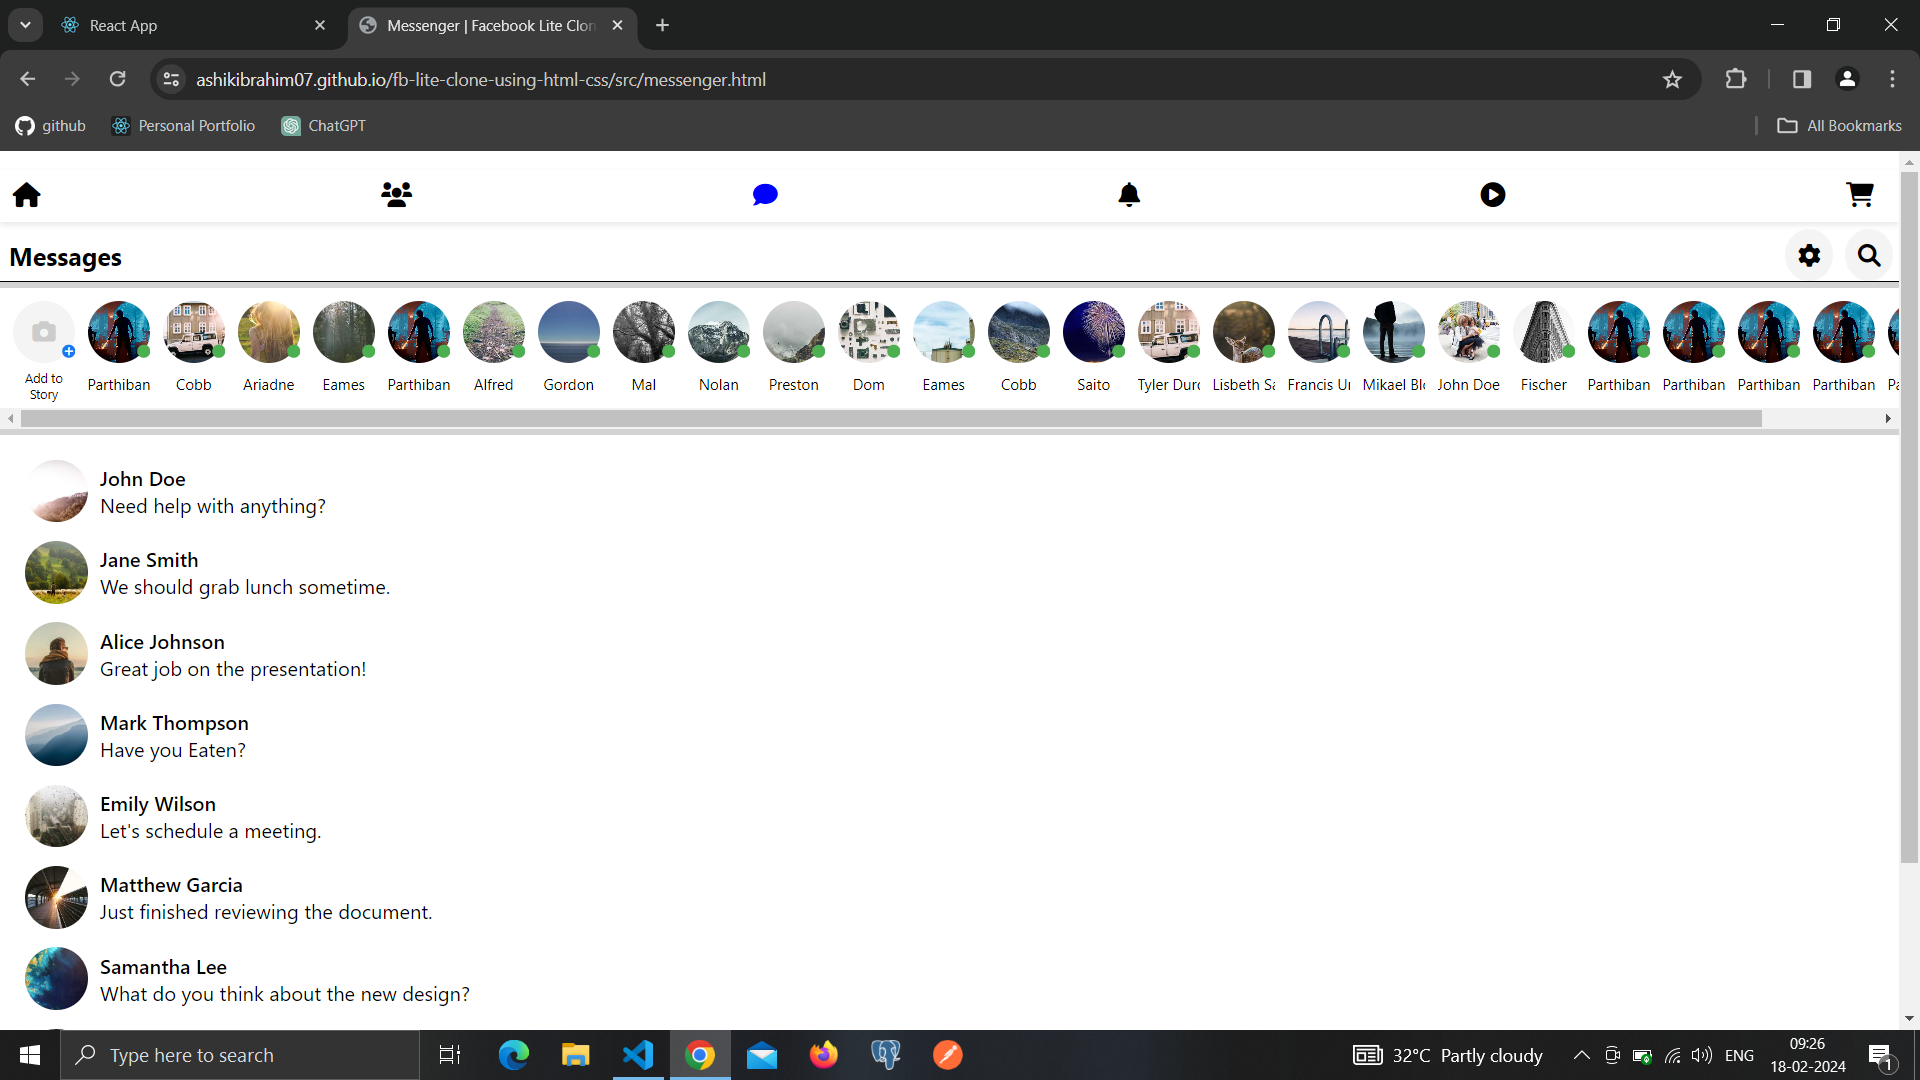 React App
Messenger | Facebook Lite Clon
ashikibrahim07.github.io/fb-lite-clone-using-html-css/src/messenger.html
github
Personal Portfolio
ChatGPT
All Bookmarks
Messages
Add to
Story
Parthiban
Cobb
Ariadne
Eames
Parthiban
Alfred
Gordon
Mal
Nolan
Preston
Dom
Eames
Cobb
Saito
Tyler Durd
Lisbeth Sa
Francis Un
Mikael Blo
John Doe
Fischer
Parthiban
Parthiban
Parthiban
Parthiban
Pa
John Doe
Need help with anything?
Jane Smith
We should grab lunch sometime.
Alice Johnson
Great job on the presentation!
Mark Thompson
Have you Eaten?
Emily Wilson
Let's schedule a meeting.
Matthew Garcia
Just finished reviewing the document.
Samantha Lee
What do you think about the new design?
Type here to search
32°C Partly cloudy
ENG
09:26
18-02-2024
1